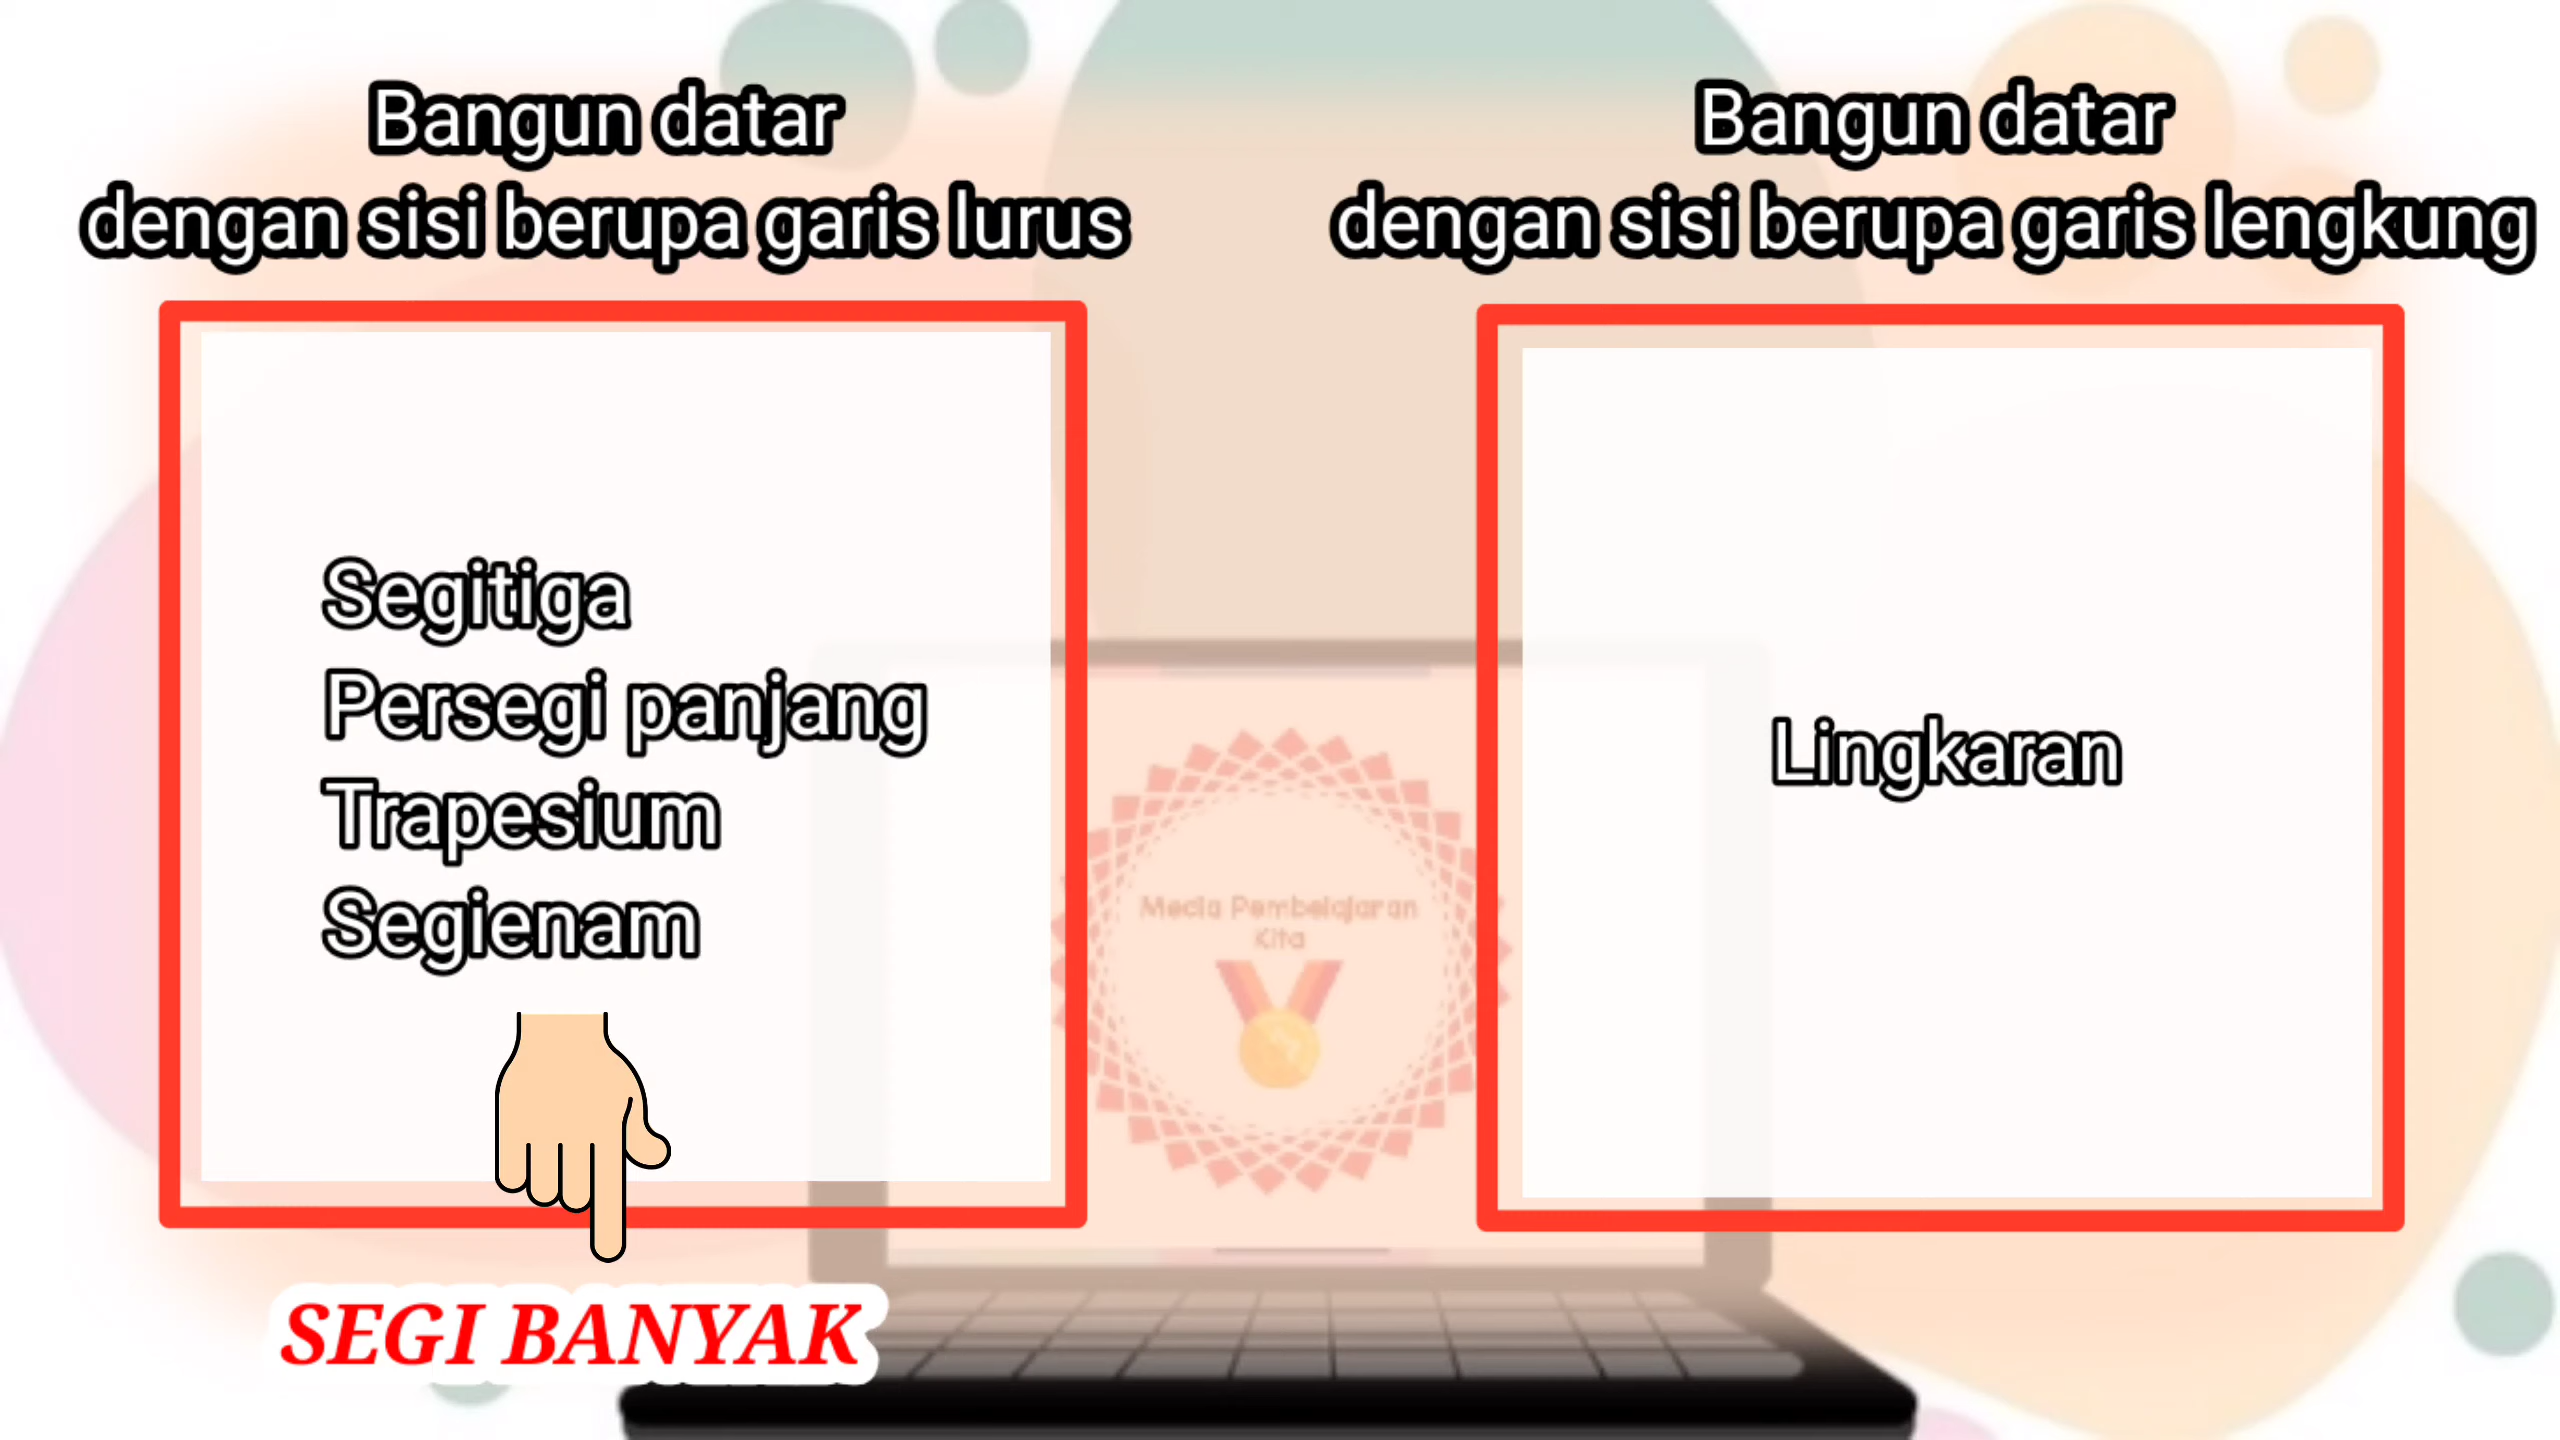 Bangun datar
dengan sisi berupa garis lurus
Segitiga
Persegi panjang
Trapesium
Segienam
SEGI BANYAK
Bangun datar
dengan sisi berupa garis lengkung
Lingkaran
Media Pembelajaran
Kita